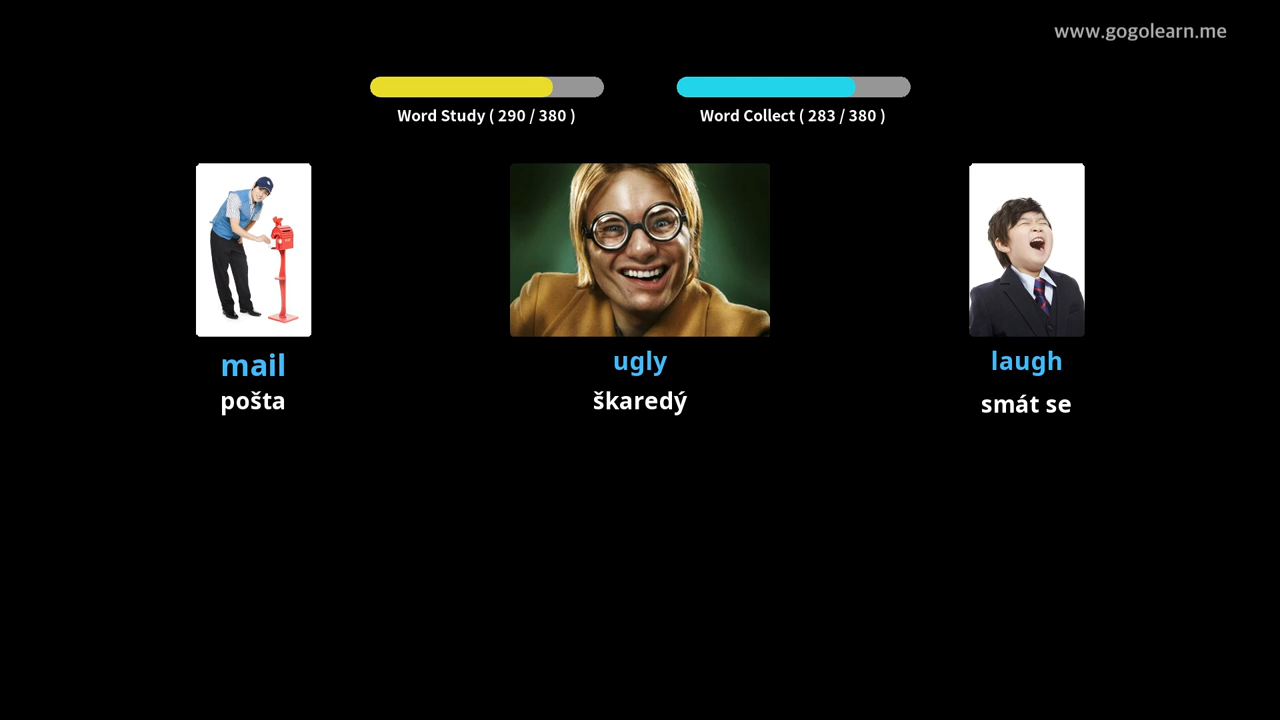 www.gogolearn.me
Word Study ( 290 / 380 )
Word Collect ( 283 / 380 )
mail
pošta
ugly
škaredý
laugh
smát se